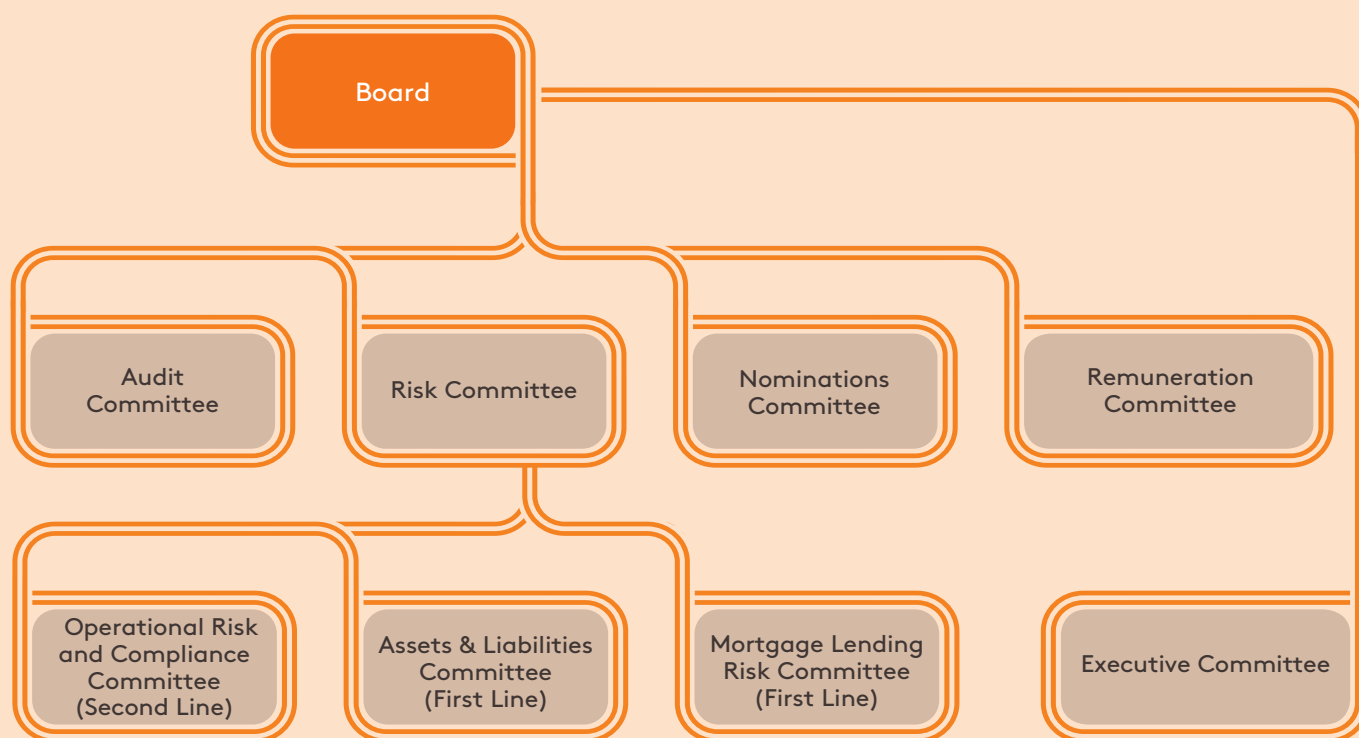 Board
Audit
Committee
Risk Committee
Nominations
Committee
Remuneration
Committee
Operational Risk
and Compliance
Committee
(Second Line)
Assets & Liabilities
Committee
(First Line)
Mortgage Lending
Risk Committee
(First Line)
Executive Committee